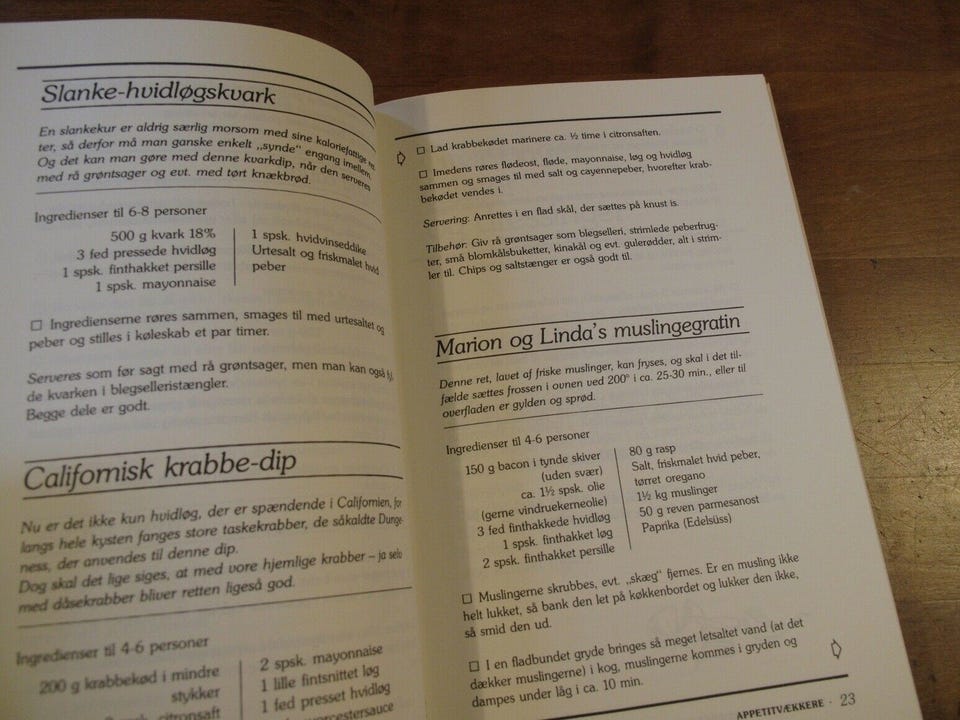 Slanke-hvidløgskvark
En slankekur er aldrig særlig morsom med sine kaloriefattige ret-
ter, så derfor må man ganske enkelt „synde" engang imellem.
Og det kan man gøre med denne kvarkdip, når den serveres
med rå grøntsager og evt. med tørt knækbrød.
Ingredienser til 6-8 personer
500 g kvark 18%
3 fed pressede hvidløg
1 spsk. finthakket persille
1 spsk. mayonnaise
1 spsk. hvidvinseddike
Urtesalt og friskmalet hvid
peber
☐ Ingredienserne røres sammen, smages til med urtesaltet og
peber og stilles i køleskab et par timer.
Serveres som før sagt med rå grøntsager, men man kan også
de kvarken i blegselleristængler.
Begge dele er godt.
Californisk krabbe-dip
Nu er det ikke kun hvidløg, der er spændende i Californien, for
langs hele kysten fanges store taskekrabber, de såkaldte Dunge-
ness, der anvendes til denne dip.
Dog skal det lige siges, at med vore hjemlige krabber – ja selv
med dåsekrabber bliver retten ligeså god.
Ingredienser til 4-6 personer
200 g krabbekød i mindre
stykker
citronsaft
2 spsk. mayonnaise
1 lille fintsnittet løg
1 fed presset hvidløg
worcestersauce
☐ Lad krabbekødet marinere ca. ½ time i citronsaften.
☐ Imedens røres flødeost, fløde, mayonnaise, løg og hvidløg
sammen og smages til med salt og cayennepeber, hvorefter krab-
bekødet vendes i.
Servering: Anrettes i en flad skål, der sættes på knust is.
Tilbehør: Giv rå grøntsager som blegselleri, strimlede peberfrug-
ter, små blomkålsbuketter, kinakål og evt. gulerødder, alt i strim-
ler til. Chips og saltstænger er også godt til.
Marion og Linda's muslingegratin
Denne ret, lavet af friske muslinger, kan fryses, og skal i det til-
fælde sættes frossen i ovnen ved 200° i ca. 25-30 min., eller til
overfladen er gylden og sprød.
Ingredienser til 4-6 personer
150 g bacon i tynde skiver
(uden svær)
ca. 1½ spsk. olie
(gerne vindruekerneolie)
3 fed finthakkede hvidløg
1 spsk. finthakket løg
2 spsk. finthakket persille
80 g rasp
Salt, friskmalet hvid peber,
tørret oregano
1½ kg muslinger
50 g reven parmesanost
Paprika (Edelsüss)
☐ Muslingerne skrubbes, evt. „skæg" fjernes. Er en musling ikke
helt lukket, så bank den let på køkkenbordet og lukker den ikke,
så smid den ud.
☐ I en fladbundet gryde bringes så meget letsaltet vand (at det
dækker muslingerne) i kog, muslingerne kommes i gryden og
dampes under låg i ca. 10 min.
APPETITVÆKKERE · 23